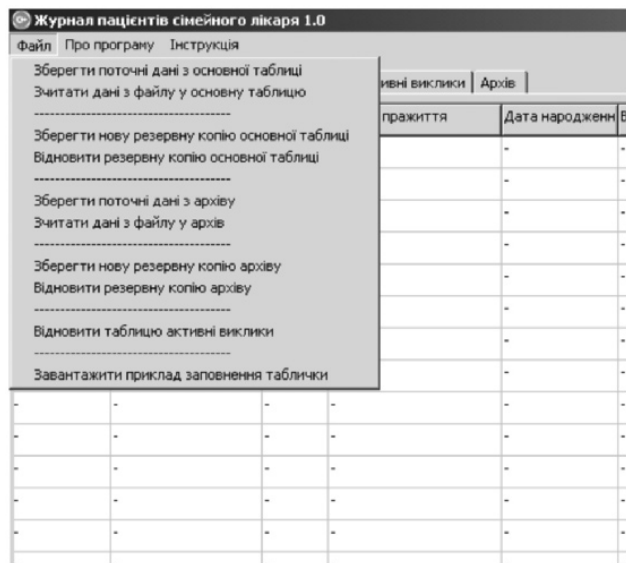 Журнал пацієнтів сімейного лікаря 1.0
Файл Про програму Інструкція
Зберегти поточні дані з основної таблиці
Зчитати дані з файлу у основну таблицю
-------------------------------------
Зберегти нову резервну копію основної таблиці
Відновити резервну копію основної таблиці
-------------------------------------
Зберегти поточні дані з архіву
Зчитати дані з файлу у архів
-------------------------------------
Зберегти нову резервну копію архіву
Відновити резервну копію архіву
-------------------------------------
Відновити таблицю активні виклики
-------------------------------------
Завантажити приклад заповнення таблички
ивні виклики Архів
пражиття Дата народженн